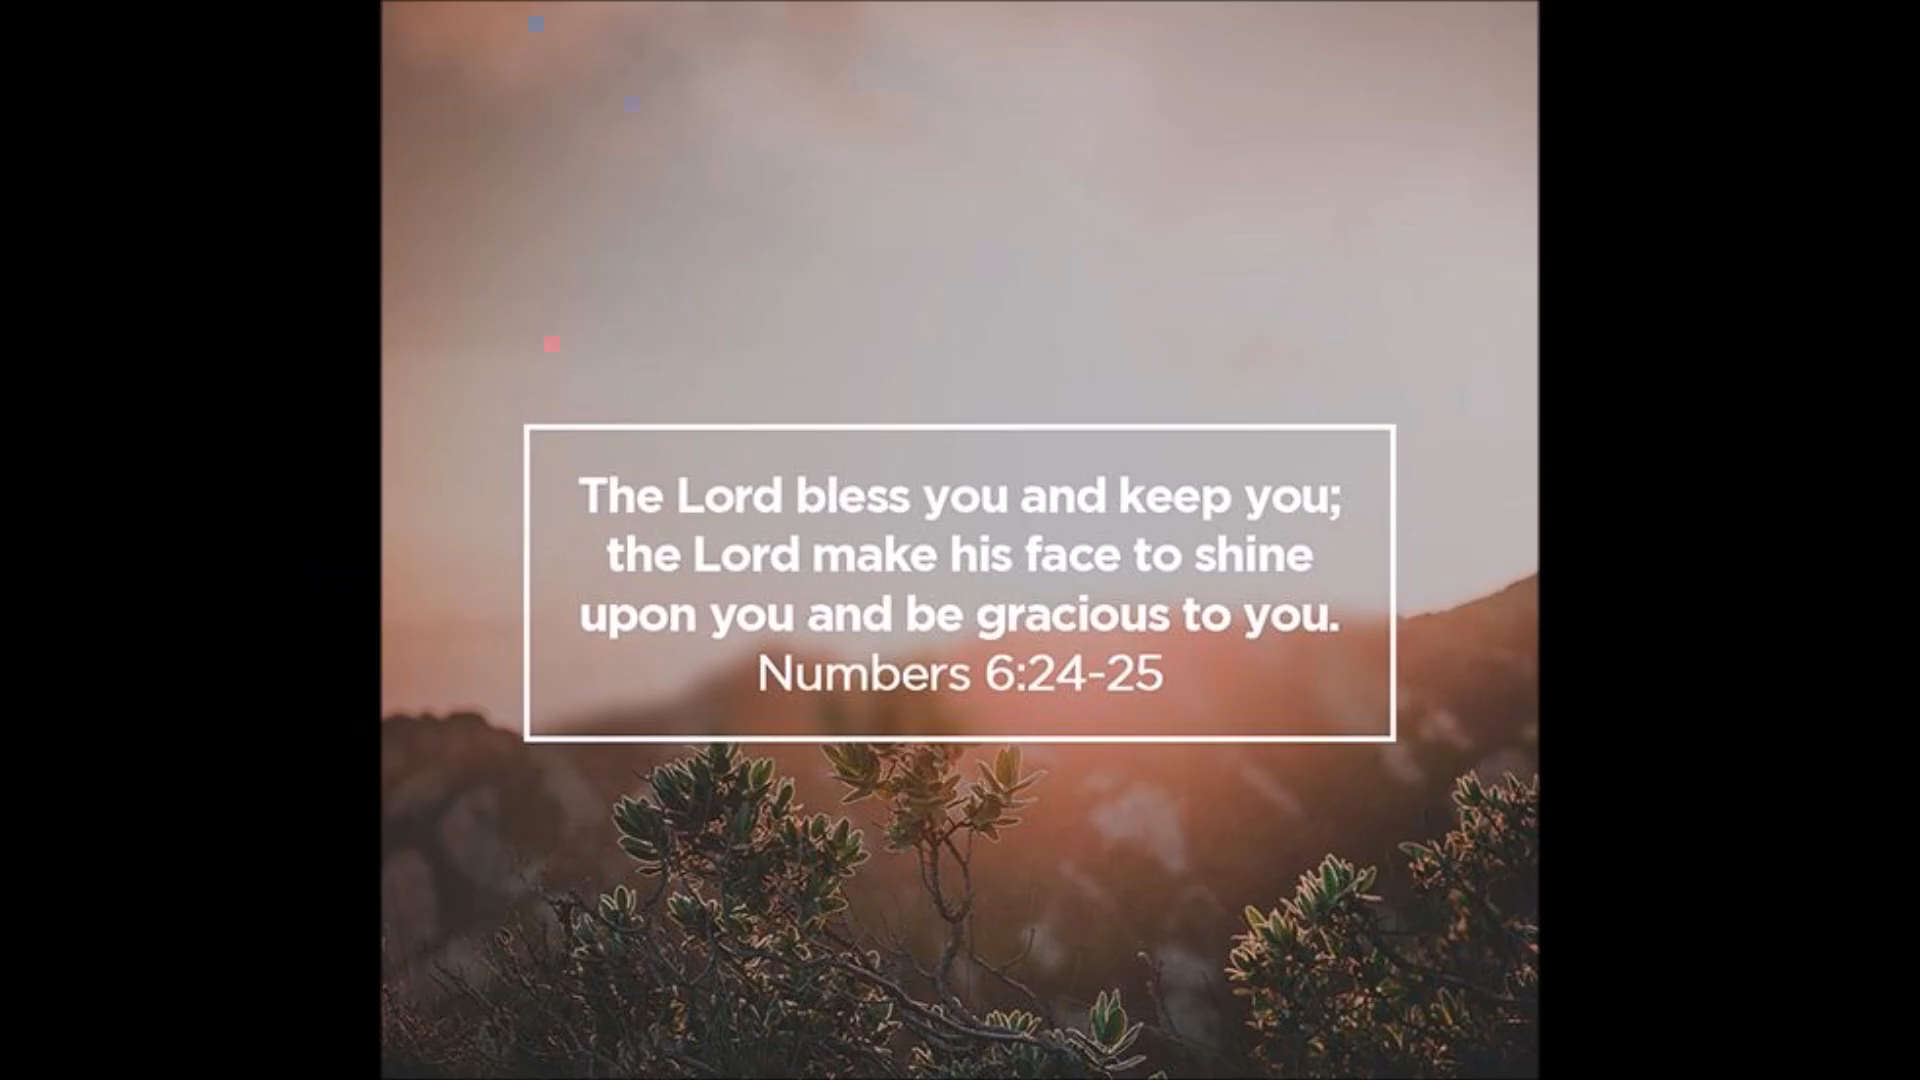 The Lord bless you and keep you;
the Lord make his face to shine
upon you and be gracious to you.
Numbers 6:24-25